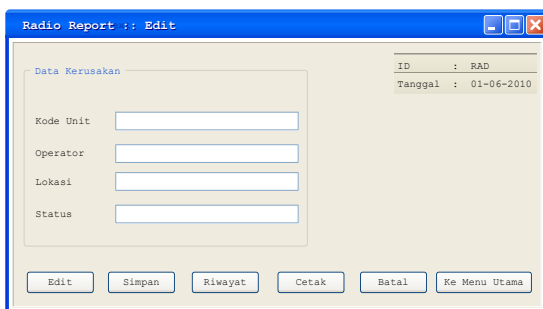 Radio Report :: Edit
ID : RAD
Tanggal : 01-06-2010
Data Kerusakan
Kode Unit
Operator
Lokasi
Status
Edit Simpan Riwayat Cetak Batal Ke Menu Utama